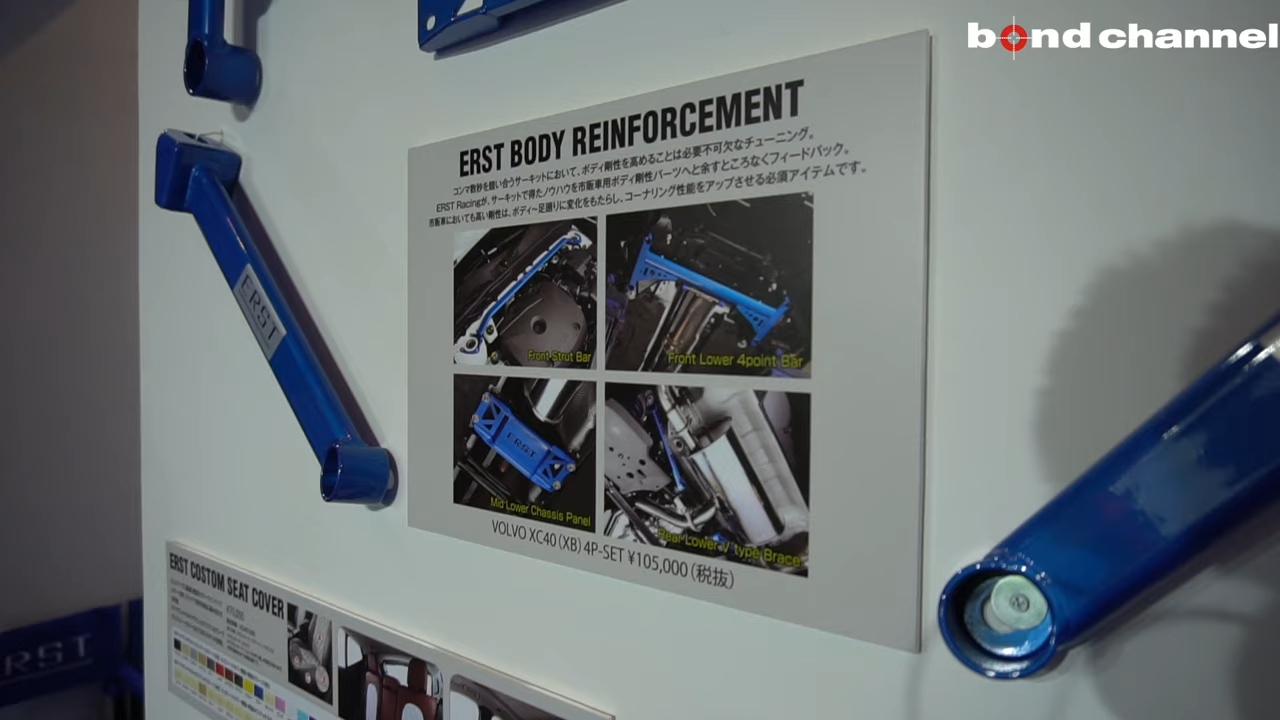 bond channel
ERST BODY REINFORCEMENT
コンマ数秒を競い合うサーキットにおいて、ボディ剛性を高めることは必要不可欠なチューニング。
ERST Racingが、サーキットで得たノウハウを市販車用ボディ剛性パーツへと余すところなくフィードバック。
市販車においても高い剛性は、ボディ~足廻りに変化をもたらし、コーナリング性能をアップさせる必須アイテムです。
Front Strut Bar
Front Lower 4point Bar
ERST
ERST
Mid Lower Chassis Panel
Rear Lower V type Brace
VOLVO XC40 (XB) 4P-SET ¥105,000 (税抜)
ERST COSTOM SEAT COVER
ERST